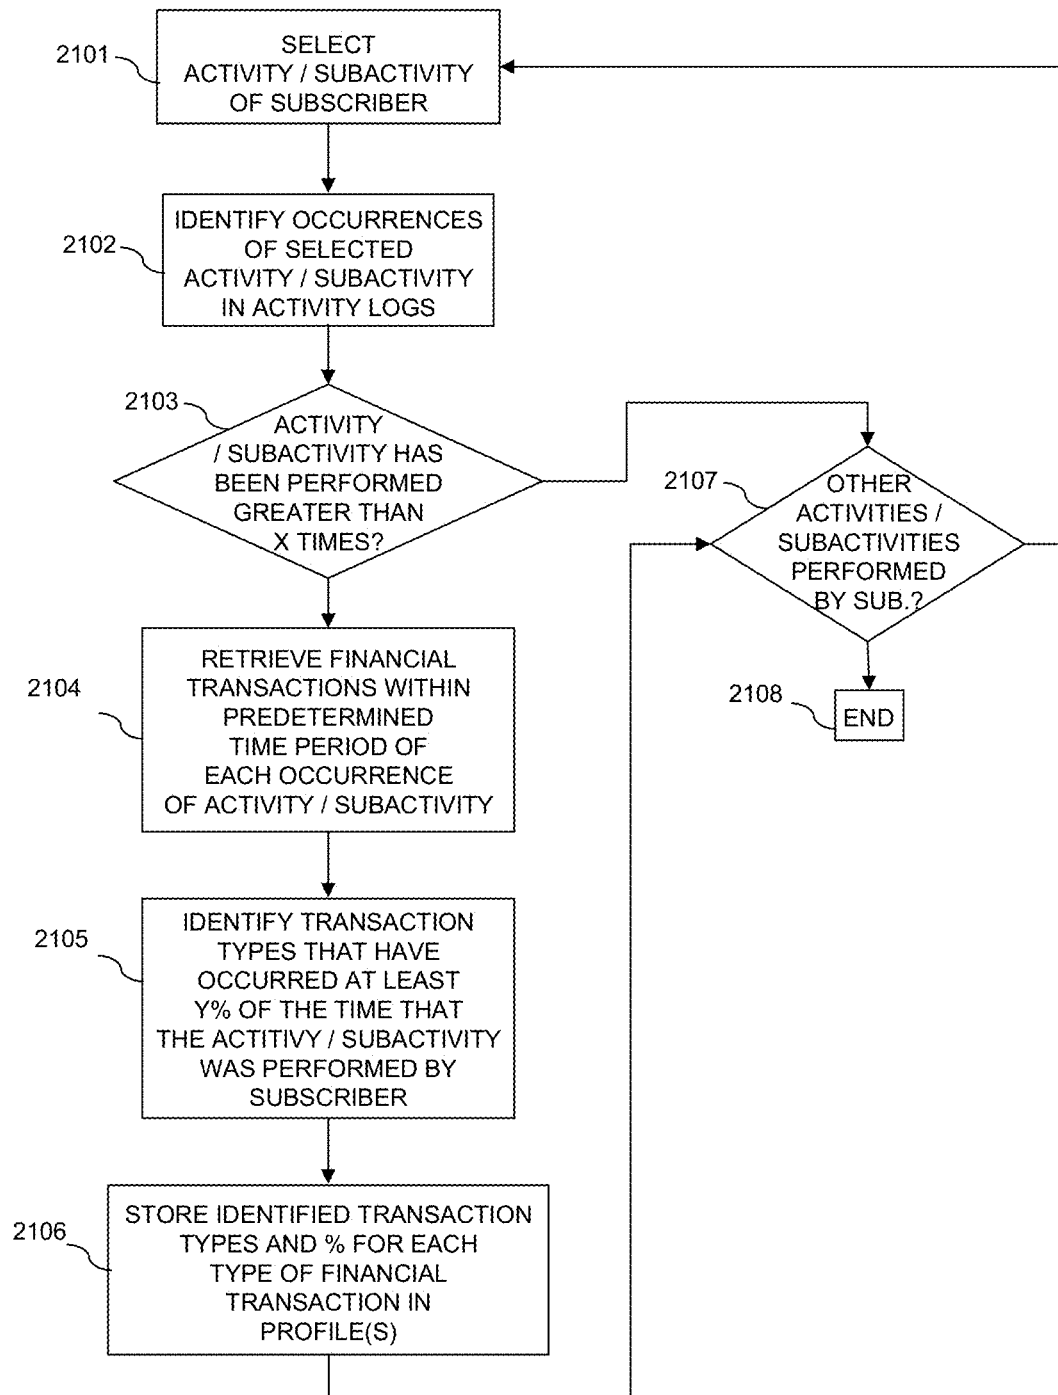 2101
SELECT
ACTIVITY / SUBACTIVITY
OF SUBSCRIBER
2102
IDENTIFY OCCURRENCES
OF SELECTED
ACTIVITY / SUBACTIVITY
IN ACTIVITY LOGS
2103
ACTIVITY
/ SUBACTIVITY HAS
BEEN PERFORMED
GREATER THAN
X TIMES?
2107
OTHER
ACTIVITIES /
SUBACTIVITIES
PERFORMED
BY SUB.?
2104
RETRIEVE FINANCIAL
TRANSACTIONS WITHIN
PREDETERMINED
TIME PERIOD OF
EACH OCCURRENCE
OF ACTIVITY / SUBACTIVITY
2108
END
2105
IDENTIFY TRANSACTION
TYPES THAT HAVE
OCCURRED AT LEAST
Y% OF THE TIME THAT
THE ACTITIVY / SUBACTIVITY
WAS PERFORMED BY
SUBSCRIBER
2106
STORE IDENTIFIED TRANSACTION
TYPES AND % FOR EACH
TYPE OF FINANCIAL
TRANSACTION IN
PROFILE(S)